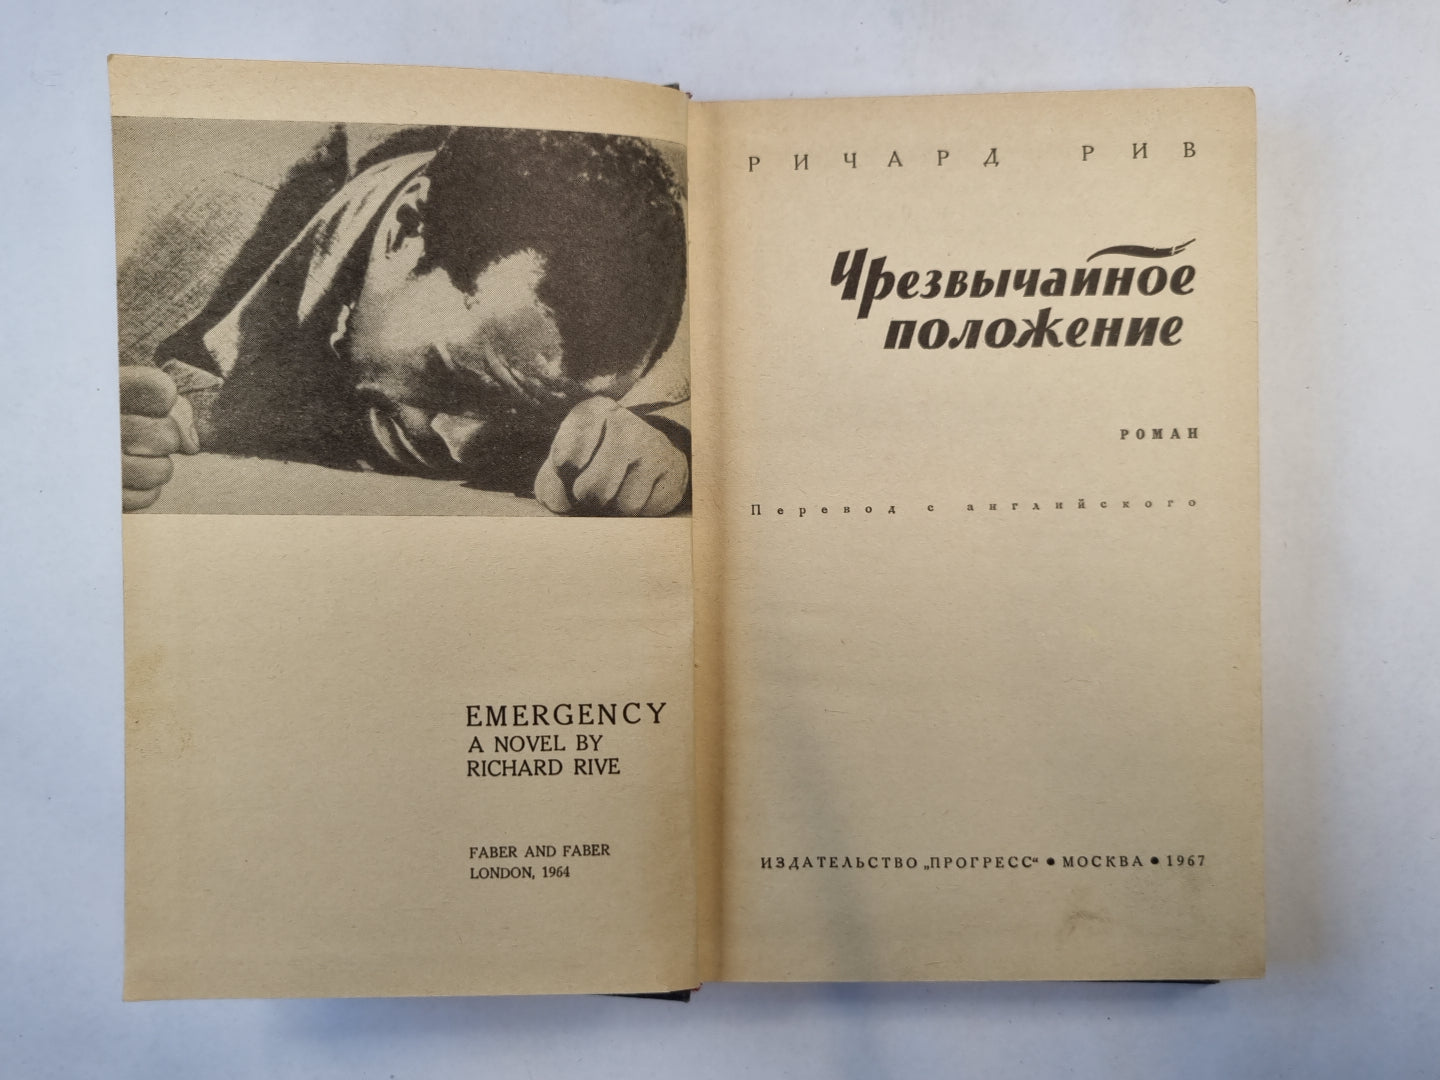 EMERGENCY
A NOVEL BY
RICHARD RIVE
FABER AND FABER
LONDON, 1964
РИЧАРД РИВ
Чрезвычайное
положение
РОМАН
Перевод с английского
ИЗДАТЕЛЬСТВО „ПРОГРЕСС“ ● МОСКВА ● 1967